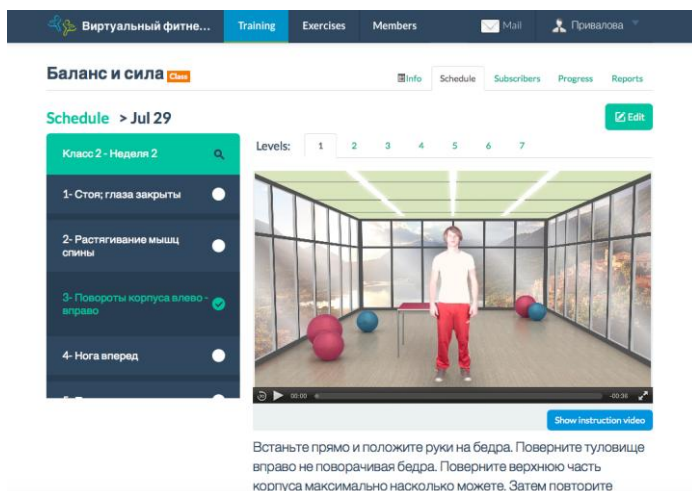 Виртуальный фитне... Training Exercises Members Mail Привалова
Баланс и сила Class Info Schedule Subscribers Progress Reports
Schedule > Jul 29 Edit
Класс 2 - Неделя 2
1- Стоя; глаза закрыты
2- Растягивание мышц
спины
3- Повороты корпуса влево -
вправо
4- Нога вперед
Levels: 1 2 3 4 5 6 7
00:00 -00:36
Show instruction video
Встаньте прямо и положите руки на бедра. Поверните туловище
вправо не поворачивая бедра. Поверните верхнюю часть
корпуса максимально насколько можете. Затем повторите